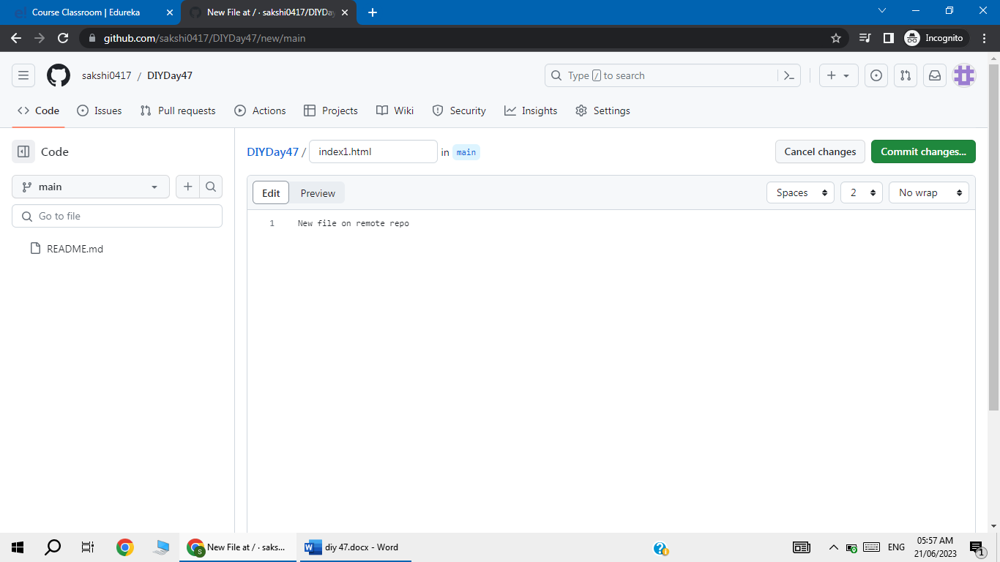 Course Classroom | Edureka
New File at / · sakshi0417/DIYDay
github.com/sakshi0417/DIYDay47/new/main
Incognito
sakshi0417 / DIYDay47
Type / to search
Code
Issues
Pull requests
Actions
Projects
Wiki
Security
Insights
Settings
Code
main
Go to file
README.md
DIYDay47 / index1.html in main
Cancel changes
Commit changes...
Edit
Preview
Spaces
2
No wrap
1 New file on remote repo
New File at / · saks...
diy 47.docx - Word
ENG
05:57 AM
21/06/2023
1